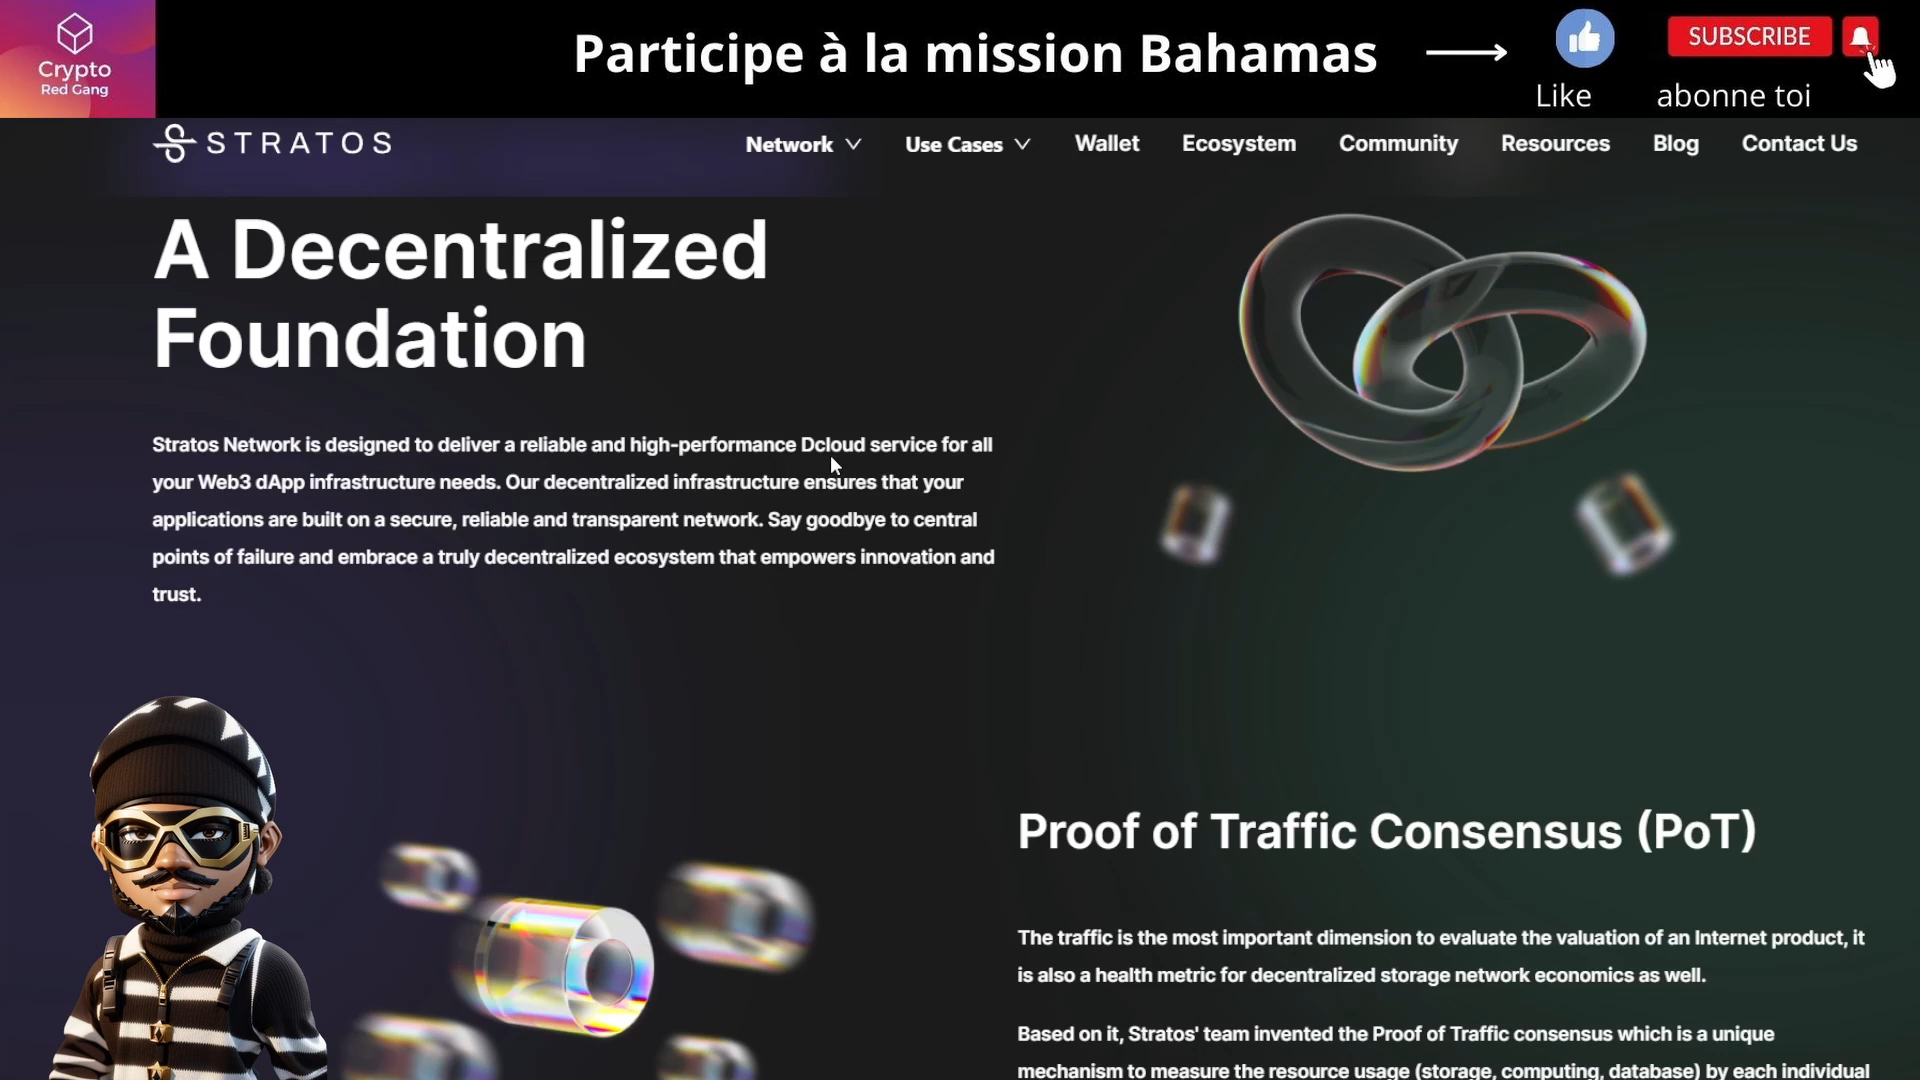 Crypto
Red Gang
Participe à la mission Bahamas
SUBSCRIBE
Like
abonne toi
STRATOS
Network
Use Cases
Wallet
Ecosystem
Community
Resources
Blog
Contact Us
A Decentralized
Foundation
Stratos Network is designed to deliver a reliable and high-performance Dcloud service for all
your Web3 dApp infrastructure needs. Our decentralized infrastructure ensures that your
applications are built on a secure, reliable and transparent network. Say goodbye to central
points of failure and embrace a truly decentralized ecosystem that empowers innovation and
trust.
Proof of Traffic Consensus (PoT)
The traffic is the most important dimension to evaluate the valuation of an Internet product, it
is also a health metric for decentralized storage network economics as well.
Based on it, Stratos' team invented the Proof of Traffic consensus which is a unique
mechanism to measure the resource usage (storage, computing, database) by each individual